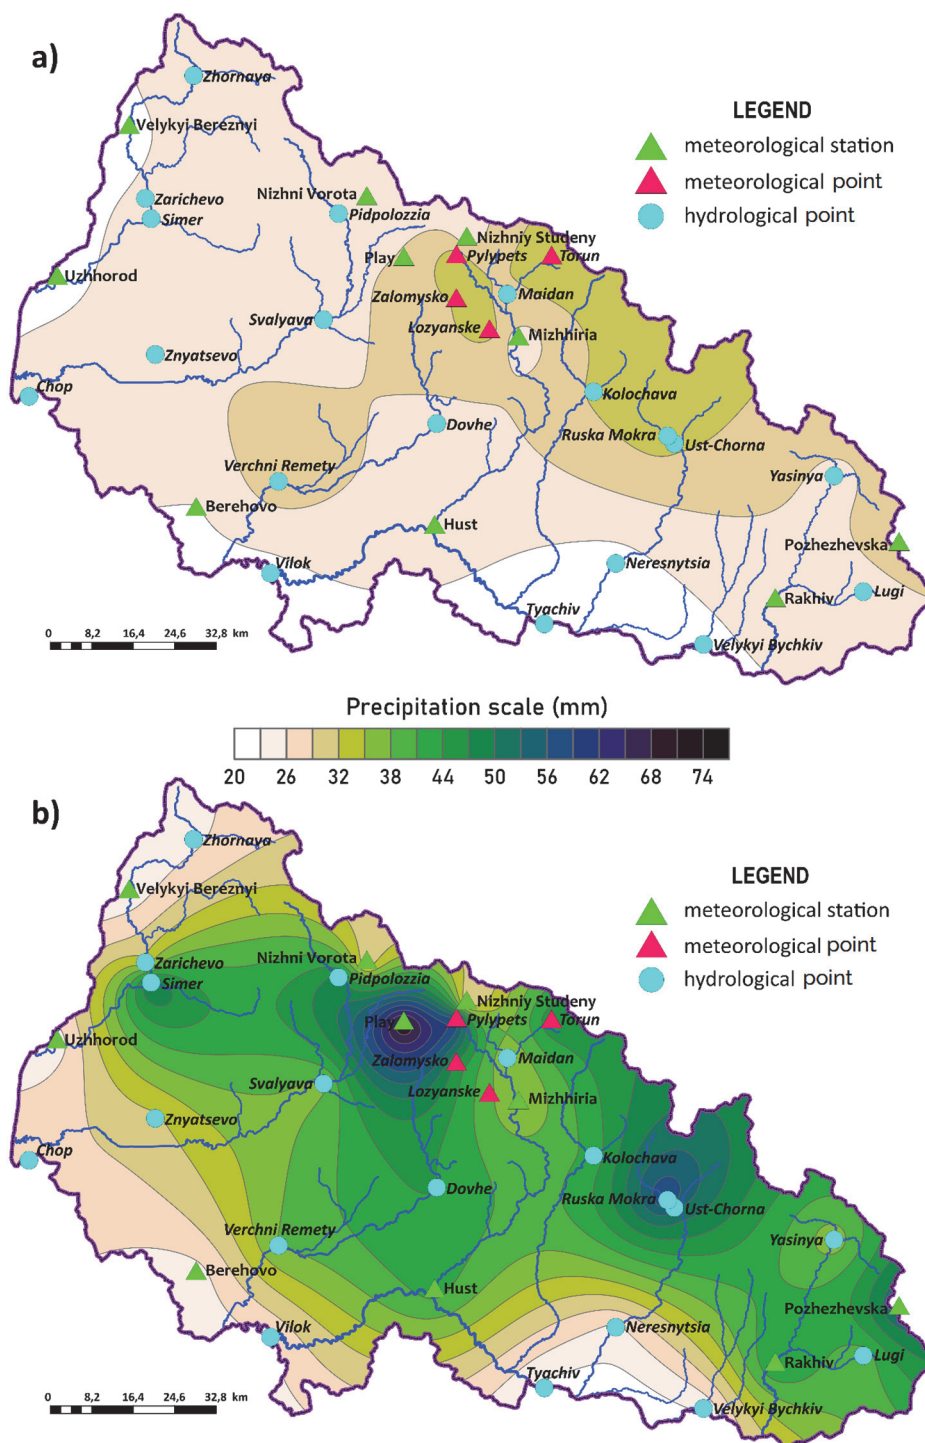 a)
Zhornava
LEGEND
Velykyi Bereznyi
meteorological station
meteorological point
Nizhni Vorota
Zarichevo
Pidpolozzia
hydrological point
Simer
Nizhniy Studeny
Play
Pylypets
Torun
Uzhhorod
Zalomysko
Maidan
Svalyava
Lozyanske
Mizhhiria
Znyatsevo
Chop
Kolochava
Dovhe
Ruska Mokra
Ust-Chorna
Verchni Remety
Yasinya
Berehovo
Hust
Pozhezhevska
Vilok
Neresnytsia
Rakhiv
Lugi
Tyachiv
0 8,2 16,4 24,6 32,8 km
Velykyi Bychkiv
Precipitation scale (mm)
20 26 32 38 44 50 56 62 68 74
b)
Zhornava
LEGEND
Velykyi Bereznyi
meteorological station
meteorological point
Nizhni Vorota
Zarichevo
Pidpolozzia
hydrological point
Simer
Nizhniy Studeny
Play
Pylypets
Torun
Uzhhorod
Zalomysko
Maidan
Svalyava
Lozyanske
Mizhhiria
Znyatsevo
Chop
Kolochava
Dovhe
Ruska Mokra
Ust-Chorna
Verchni Remety
Yasinya
Berehovo
Hust
Pozhezhevska
Vilok
Neresnytsia
Rakhiv
Lugi
Tyachiv
0 8,2 16,4 24,6 32,8 km
Velykyi Bychkiv